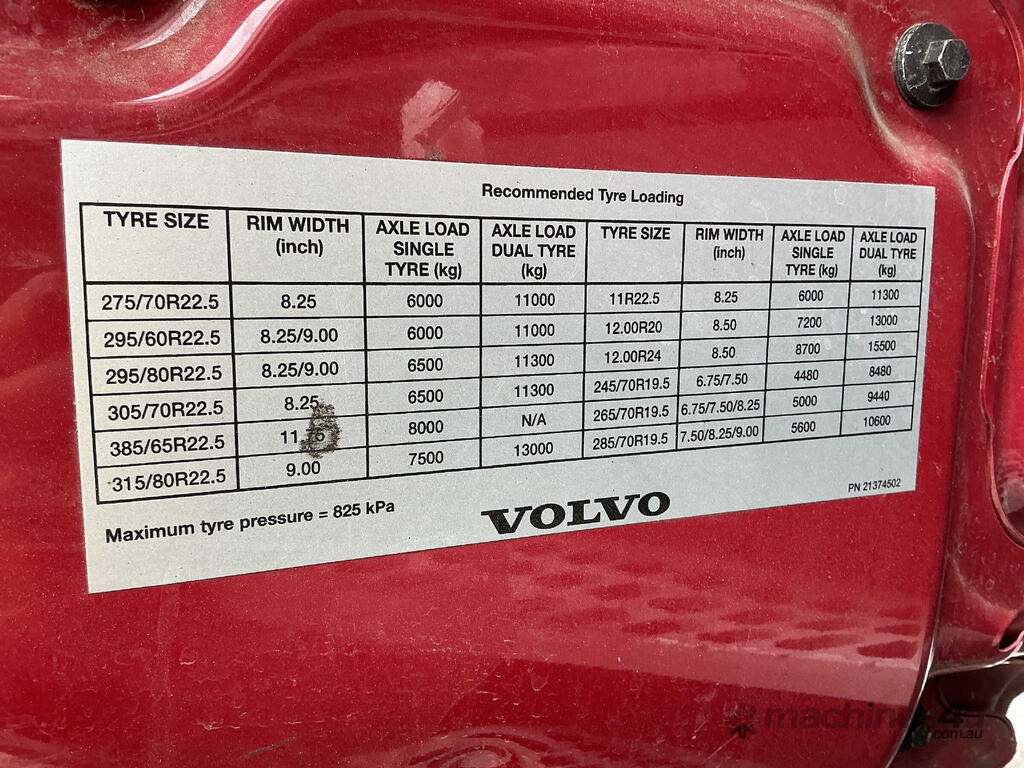 Recommended Tyre Loading
TYRE SIZE RIM WIDTH (inch) AXLE LOAD SINGLE TYRE (kg) AXLE LOAD DUAL TYRE (kg) TYRE SIZE RIM WIDTH (inch) AXLE LOAD SINGLE TYRE (kg) AXLE LOAD DUAL TYRE (kg)
275/70R22.5 8.25 6000 11000 11R22.5 8.25 6000 11300
295/60R22.5 8.25/9.00 6000 11000 12.00R20 8.50 7200 13000
295/80R22.5 8.25/9.00 6500 11300 12.00R24 8.50 8700 15500
305/70R22.5 8.25 6500 11300 245/70R19.5 6.75/7.50 4480 8480
385/65R22.5 8000 N/A 265/70R19.5 6.75/7.50/8.25 5000 9440
315/80R22.5 9.00 7500 13000 285/70R19.5 7.50/8.25/9.00 5600 10600
Maximum tyre pressure = 825 kPa
VOLVO
PN 21374502